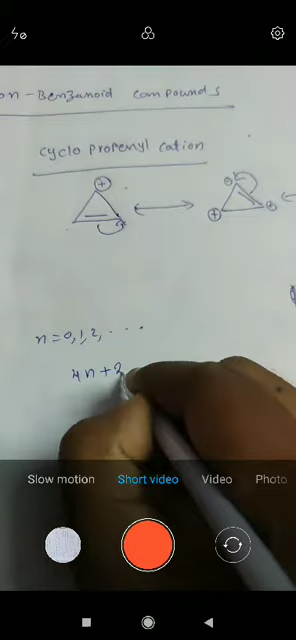 on-Benzanoid compounds
cyclo propenyl cation
n = 0, 1, 2, . . .
4n + 2
Slow motion Short video Video Photo